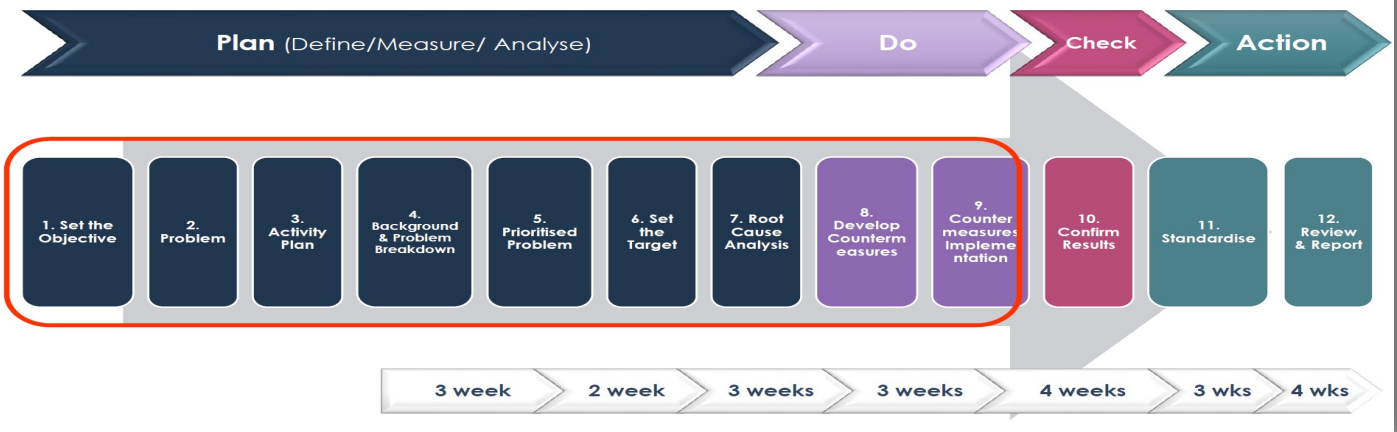 Plan (Define/Measure/ Analyse)
Do
Check
Action
1. Set the
Objective
2.
Problem
3.
Activity
Plan
4.
Background
& Problem
Breakdown
5.
Prioritised
Problem
6. Set
the
Target
7. Root
Cause
Analysis
8.
Develop
Counterm
easures
9.
Counter
measures
Impleme
ntation
10.
Confirm
Results
11.
Standardise
12.
Review
& Report
3 week
2 week
3 weeks
3 weeks
4 weeks
3 wks
4 wks